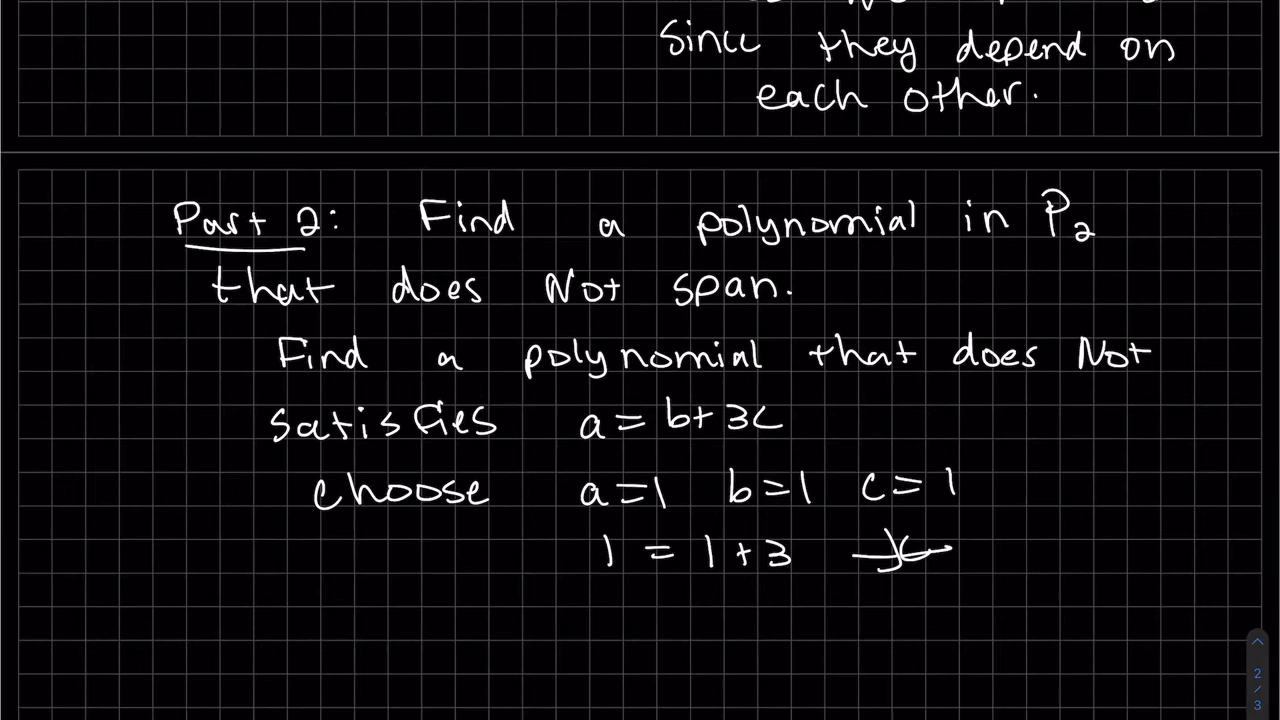 Since they depend on
each other.
Part 2: Find a polynomial in P2
that does Not span.
Find a polynomial that does Not
satisfies a = b + 3c
choose a = 1 b = 1 c = 1
1 = 1 + 3
2 / 3